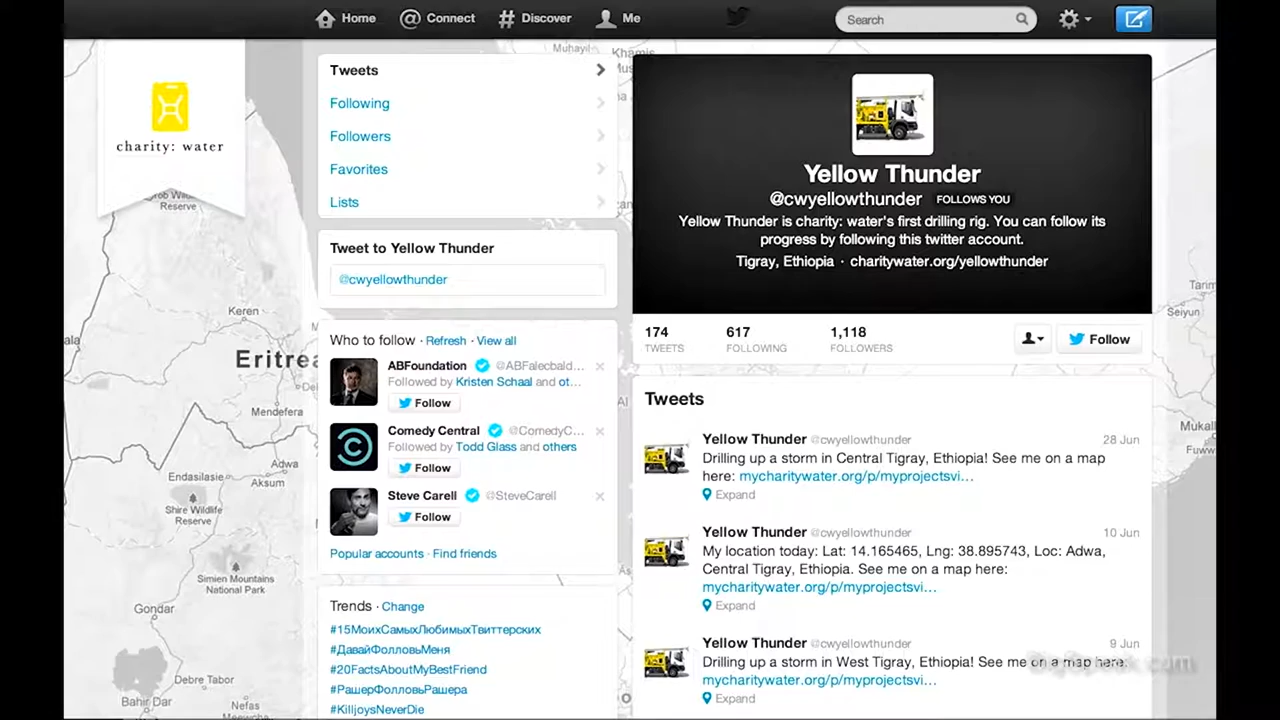 Home
Connect
Discover
Me
Search
charity: water
Tweets
Following
Followers
Favorites
Lists
Tweet to Yellow Thunder
@cwyellowthunder
Who to follow · Refresh · View all
ABFoundation @ABFalecbald...
Followed by Kristen Schaal and ot...
Follow
Comedy Central @ComedyC...
Followed by Todd Glass and others
Follow
Steve Carell @SteveCarell
Follow
Popular accounts · Find friends
Trends · Change
#15МоихСамыхЛюбимыхТвиттерских
#ДавайФолловьМеня
#20FactsAboutMyBestFriend
#РашерФолловьРашера
#KilljoysNeverDie
Yellow Thunder
@cwyellowthunder FOLLOWS YOU
Yellow Thunder is charity: water's first drilling rig. You can follow its
progress by following this twitter account.
Tigray, Ethiopia · charitywater.org/yellowthunder
174 617 1,118
TWEETS FOLLOWING FOLLOWERS
Follow
Tweets
Yellow Thunder @cwyellowthunder 28 Jun
Drilling up a storm in Central Tigray, Ethiopia! See me on a map
here: mycharitywater.org/p/myprojectsvi...
Expand
Yellow Thunder @cwyellowthunder 10 Jun
My location today: Lat: 14.165465, Lng: 38.895743, Loc: Adwa,
Central Tigray, Ethiopia. See me on a map here:
mycharitywater.org/p/myprojectsvi...
Expand
Yellow Thunder @cwyellowthunder 9 Jun
Drilling up a storm in West Tigray, Ethiopia! See me on a map here:
mycharitywater.org/p/myprojectsvi...
Expand
Muhayil
Khamis
Reserve
Keren
Eritrea
Mendefera
Adwa
Endasilasie
Aksum
Shire Wildlife
Reserve
Simien Mountains
National Park
Gondar
Debre Tabor
Bahir Dar
Nefas
Seiyun